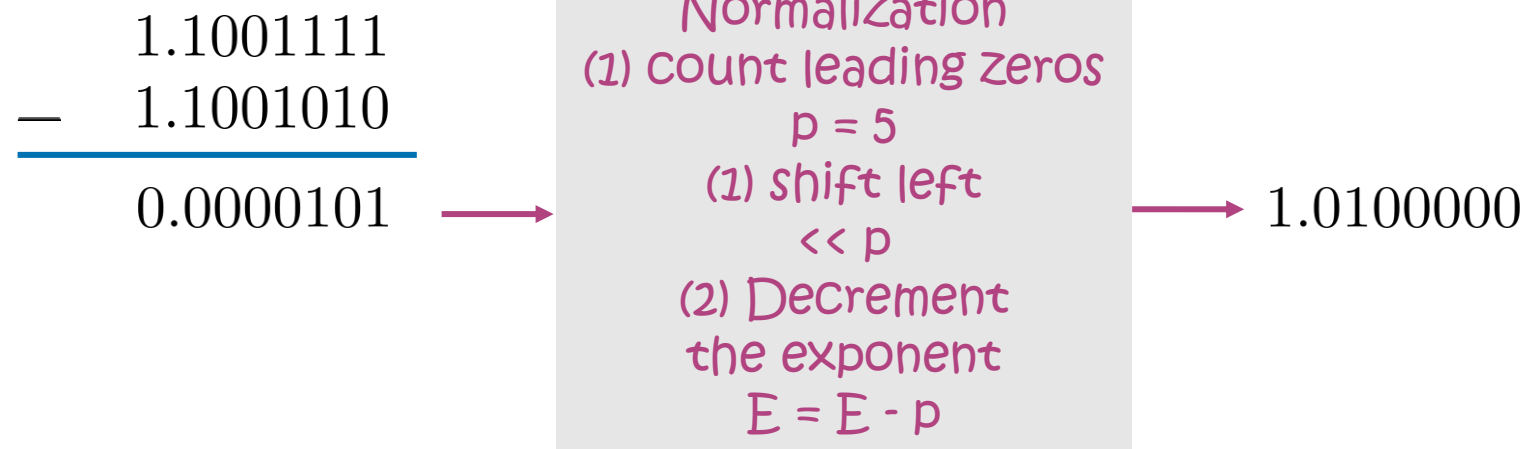 1.1001111
– 1.1001010
0.0000101
Normalization
(1) count leading zeros
p = 5
(1) shift left
<< p
(2) Decrement
the exponent
E = E - p
1.0100000